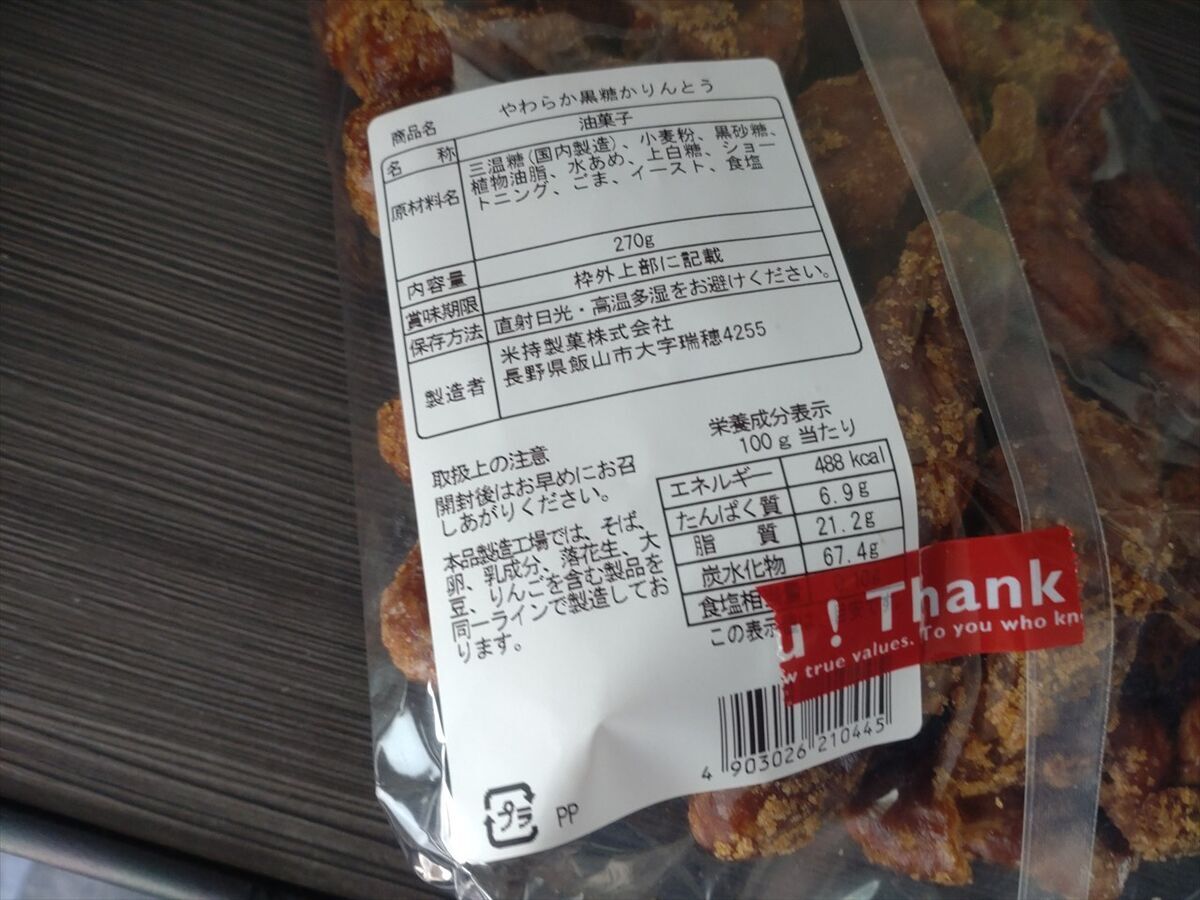 商品名 やわらか黒糖かりんとう
名称 油菓子
原材料名 三温糖(国内製造)、小麦粉、黒砂糖、
植物油脂、水あめ、上白糖、ショー
トニング、ごま、イースト、食塩
内容量 270g
賞味期限 枠外上部に記載
保存方法 直射日光・高温多湿をお避けください。
製造者 米持製菓株式会社
長野県飯山市大字瑞穂4255
取扱上の注意
開封後はお早めにお召
しあがりください。
本品製造工場では、そば、
卵、乳成分、落花生、大
豆、りんごを含む製品を
同一ラインで製造してお
ります。
栄養成分表示
100g当たり
エネルギー 488 kcal
たんぱく質 6.9g
脂質 21.2g
炭水化物 67.4g
食塩相
この表示
u! Thank
w true values. To you who kn
4 903026 210445
プラ PP